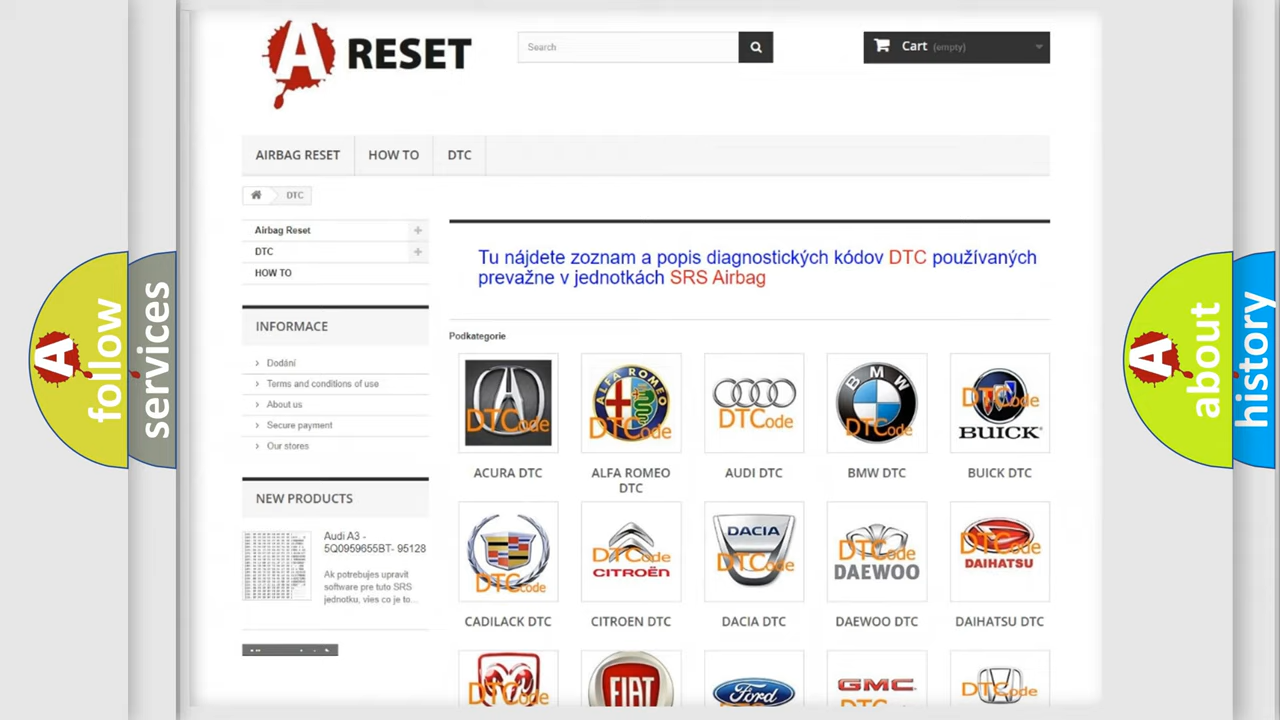 A RESET
Search
Cart (empty)
AIRBAG RESET
HOW TO
DTC
DTC
Airbag Reset
DTC
HOW TO
Tu nájdete zoznam a popis diagnostických kódov DTC používaných
prevažne v jednotkách SRS Airbag
INFORMACE
Dodání
Terms and conditions of use
About us
Secure payment
Our stores
NEW PRODUCTS
Audi A3 -
5Q0959655BT- 95128
Ak potrebujes upravit
software pre tuto SRS
jednotku, vies co je to...
Podkategorie
DTCode
ALFA ROMEO
DTCode
DTCode
BMW
DTCode
DTCode
BUICK
ACURA DTC
ALFA ROMEO
DTC
AUDI DTC
BMW DTC
BUICK DTC
DTCode
DTCode
CITROËN
DACIA
DTCode
DTCode
DAEWOO
DTCode
DAIHATSU
CADILACK DTC
CITROEN DTC
DACIA DTC
DAEWOO DTC
DAIHATSU DTC
DTCode
FIAT
Ford
GMC
DTCode
A follow
services
A about
history